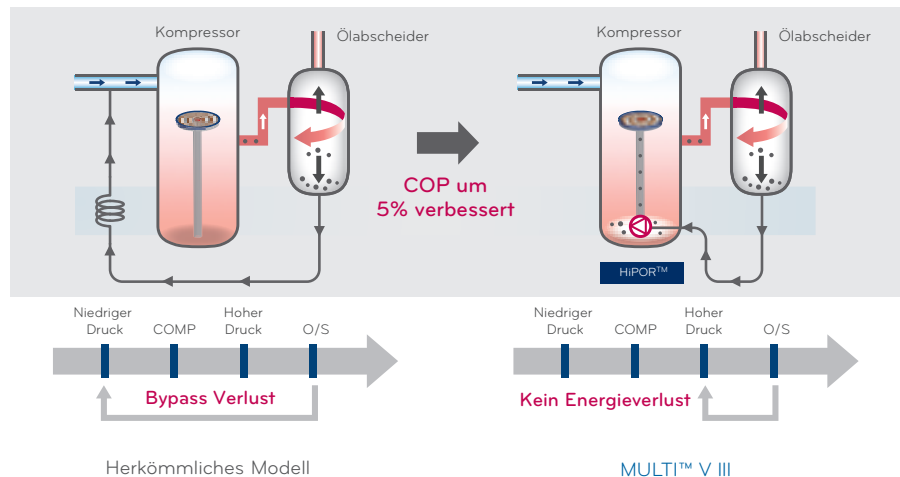 Kompressor
Ölabscheider
Kompressor
Ölabscheider
COP um
5% verbessert
HiPOR™
Niedriger
Druck
COMP
Hoher
Druck
O/S
Bypass Verlust
Niedriger
Druck
COMP
Hoher
Druck
O/S
Kein Energieverlust
Herkömmliches Modell
MULTI™ V III